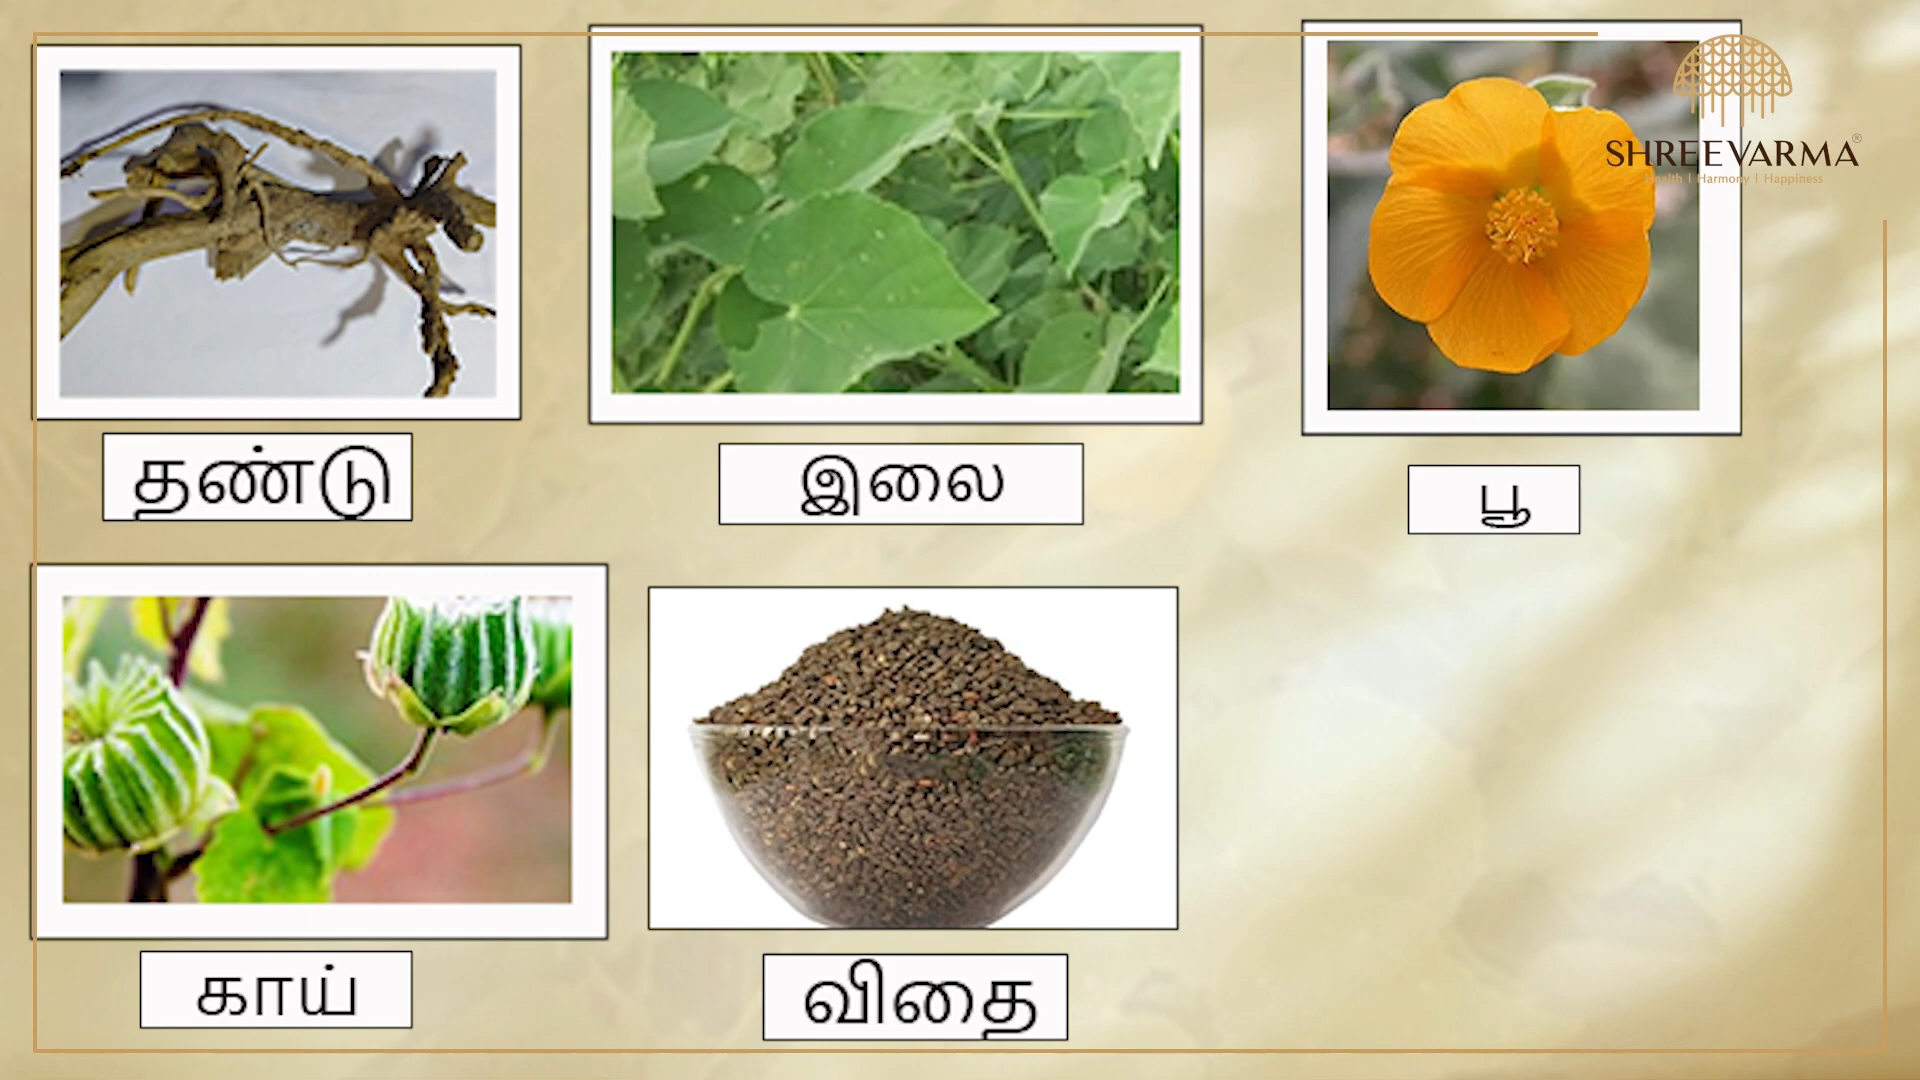 SHREEVARMA®
Health | Harmony | Happiness
தண்டு
இலை
பூ
காய்
விதை